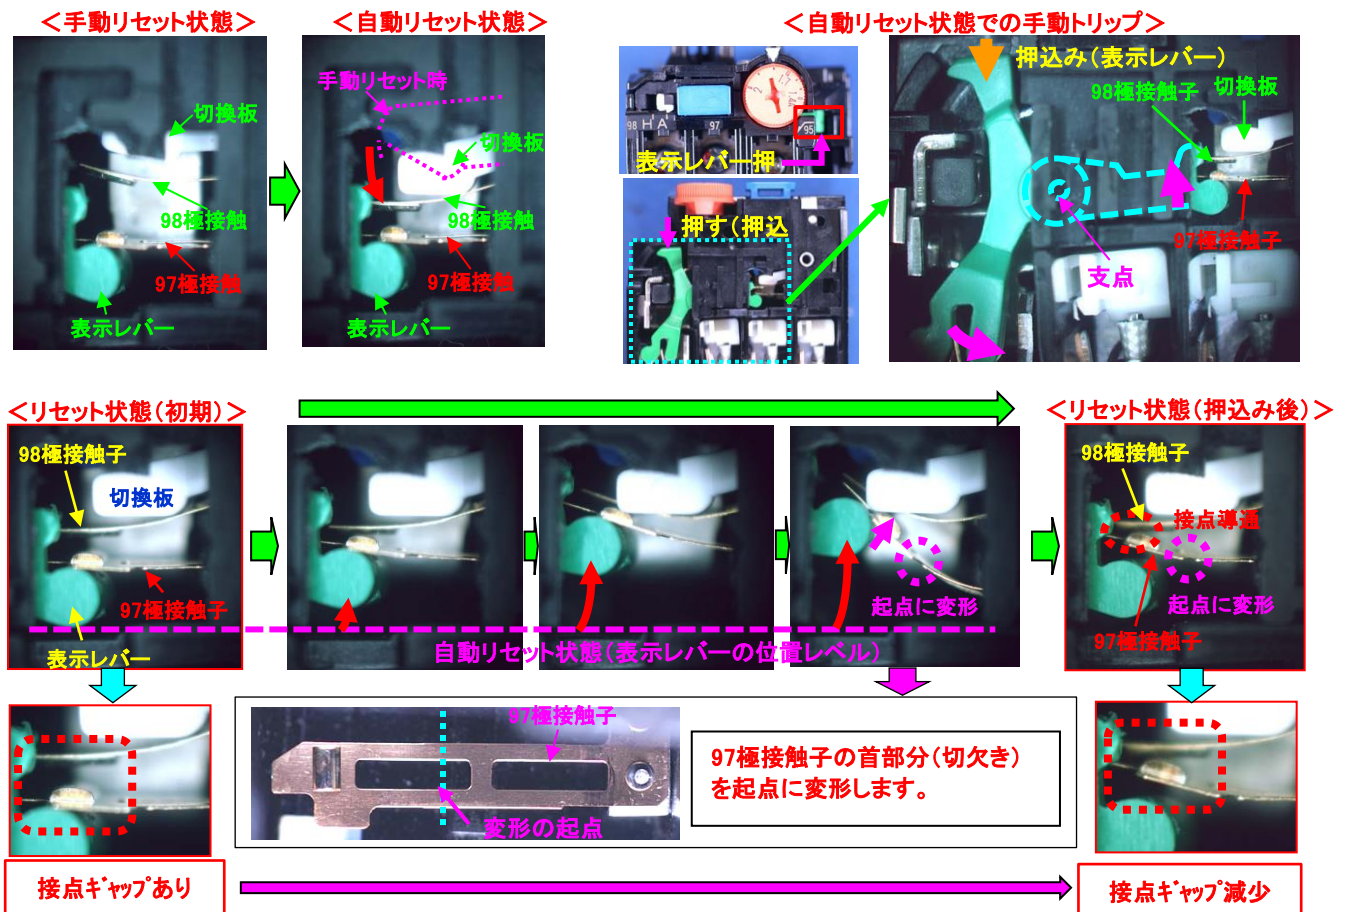 ＜手動リセット状態＞
＜自動リセット状態＞
＜自動リセット状態での手動トリップ＞
切換板
98極接触
97極接触
表示レバー
手動リセット時
切換板
98極接触
97極接触
表示レバー
98 H A
97
95
表示レバー押
押す（押込
押込み（表示レバー）
98極接触子
切換板
97極接触子
支点
＜リセット状態（初期）＞
＜リセット状態（押込み後）＞
98極接触子
切換板
97極接触子
表示レバー
起点に変形
自動リセット状態（表示レバーの位置レベル）
98極接触子
接点導通
起点に変形
97極接触子
97極接触子
変形の起点
97極接触子の首部分（切欠き）
を起点に変形します。
接点ｷﾞｬｯﾌﾟあり
接点ｷﾞｬｯﾌﾟ減少